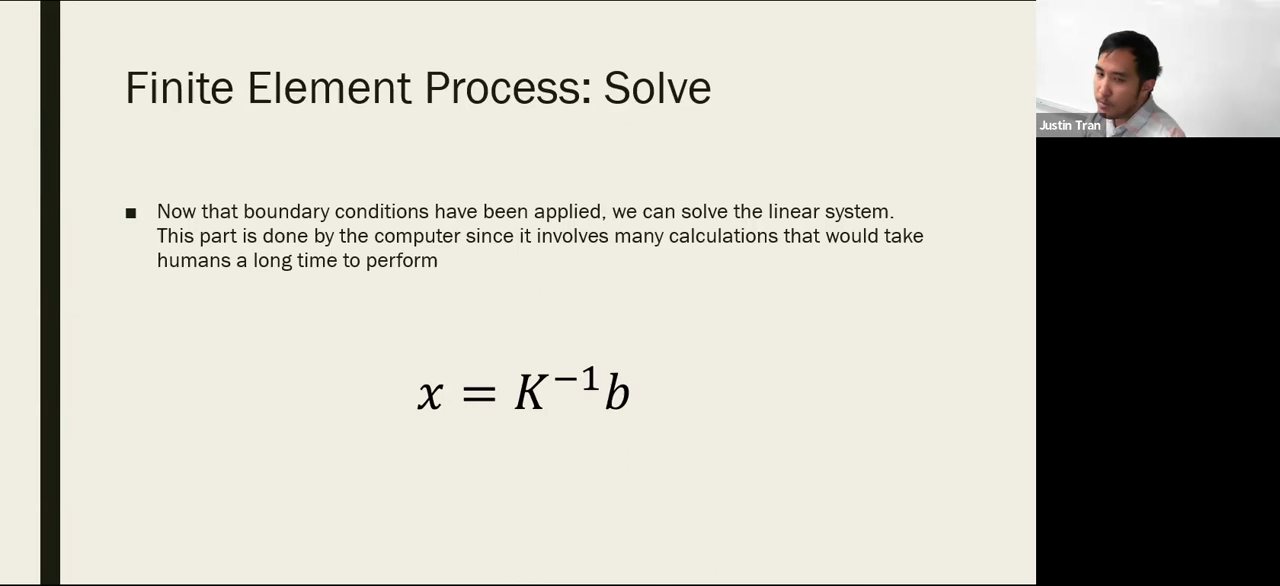 Finite Element Process: Solve
■ Now that boundary conditions have been applied, we can solve the linear system.
This part is done by the computer since it involves many calculations that would take
humans a long time to perform
x = K⁻¹b
Justin Tran